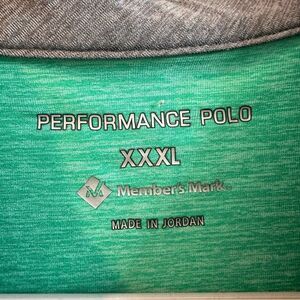 PERFORMANCE POLO
XXXL
Member's Mark
MADE IN JORDAN